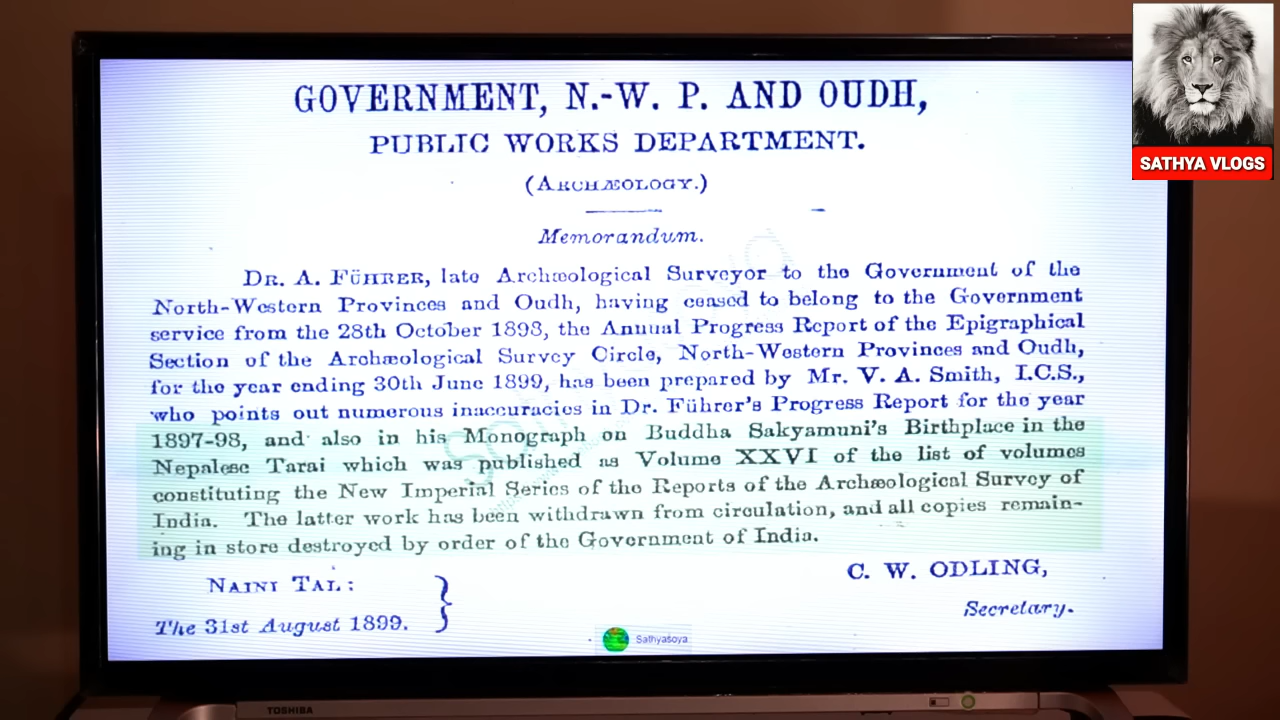 GOVERNMENT, N.-W. P. AND OUDH,
PUBLIC WORKS DEPARTMENT.
(ARCHÆOLOGY.)
Memorandum.
DR. A. FÜHRER, late Archæological Surveyor to the Government of the
North-Western Provinces and Oudh, having ceased to belong to the Government
service from the 28th October 1898, the Annual Progress Report of the Epigraphical
Section of the Archæological Survey Circle, North-Western Provinces and Oudh,
for the year ending 30th June 1899, has been prepared by Mr. V. A. Smith, I.C.S.,
who points out numerous inaccuracies in Dr. Führer's Progress Report for the year
1897-98, and also in his Monograph on Buddha Sakyamuni's Birthplace in the
Nepalese Tarai which was published as Volume XXVI of the list of volumes
constituting the New Imperial Series of the Reports of the Archæological Survey of
India. The latter work has been withdrawn from circulation, and all copies remain-
ing in store destroyed by order of the Government of India.
NAINI TAL:
The 31st August 1899.
C. W. ODLING,
Secretary.
Sathyasoya
TOSHIBA
SATHYA VLOGS